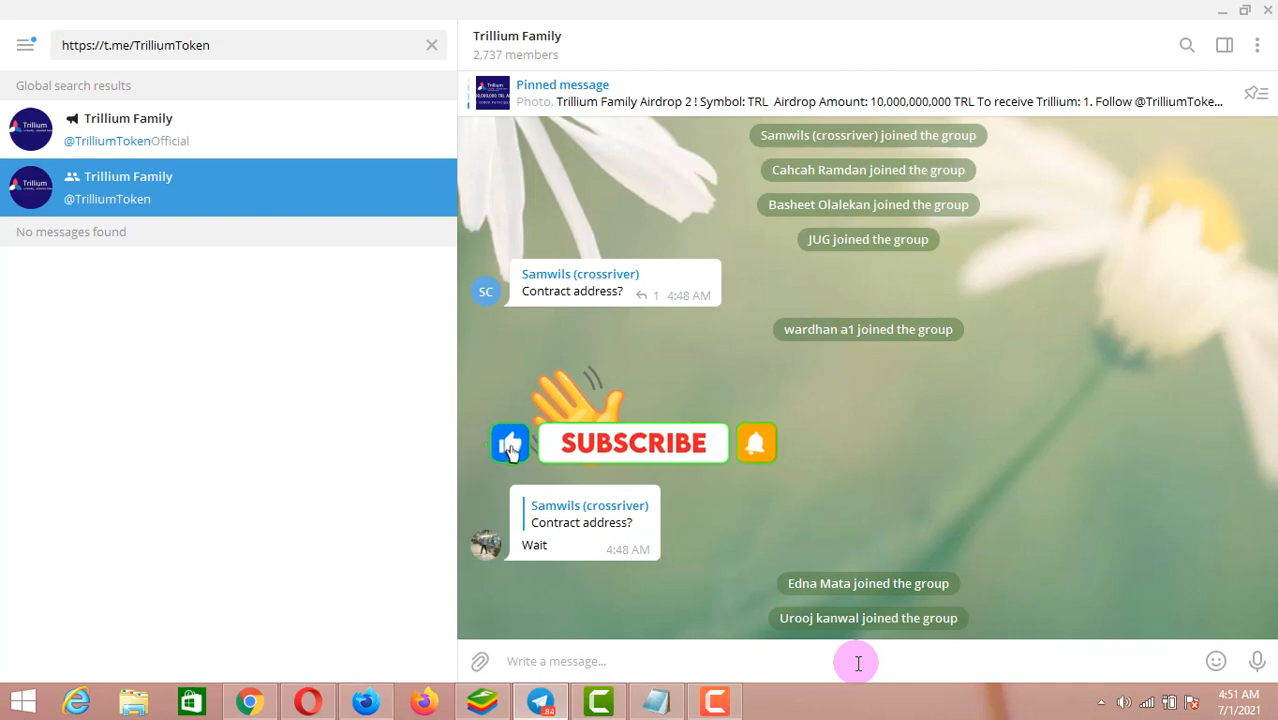 https://t.me/TrilliumToken
Global search results
Trillium Family
@TrilliumTokenOfficial
Trillium Family
@TrilliumToken
No messages found
Trillium Family
2,737 members
Pinned message
Photo, Trillium Family Airdrop 2 ! Symbol: TRL Airdrop Amount: 10,000,000,000 TRL To receive Trillium: 1. Follow @TrilliumToke...
Samwils (crossriver) joined the group
Cahcah Ramdan joined the group
Basheet Olalekan joined the group
JUG joined the group
SC
Samwils (crossriver)
Contract address?
1 4:48 AM
wardhan a1 joined the group
SUBSCRIBE
Samwils (crossriver)
Contract address?
Wait
4:48 AM
Edna Mata joined the group
Urooj kanwal joined the group
Write a message...
84
4:51 AM
7/1/2021